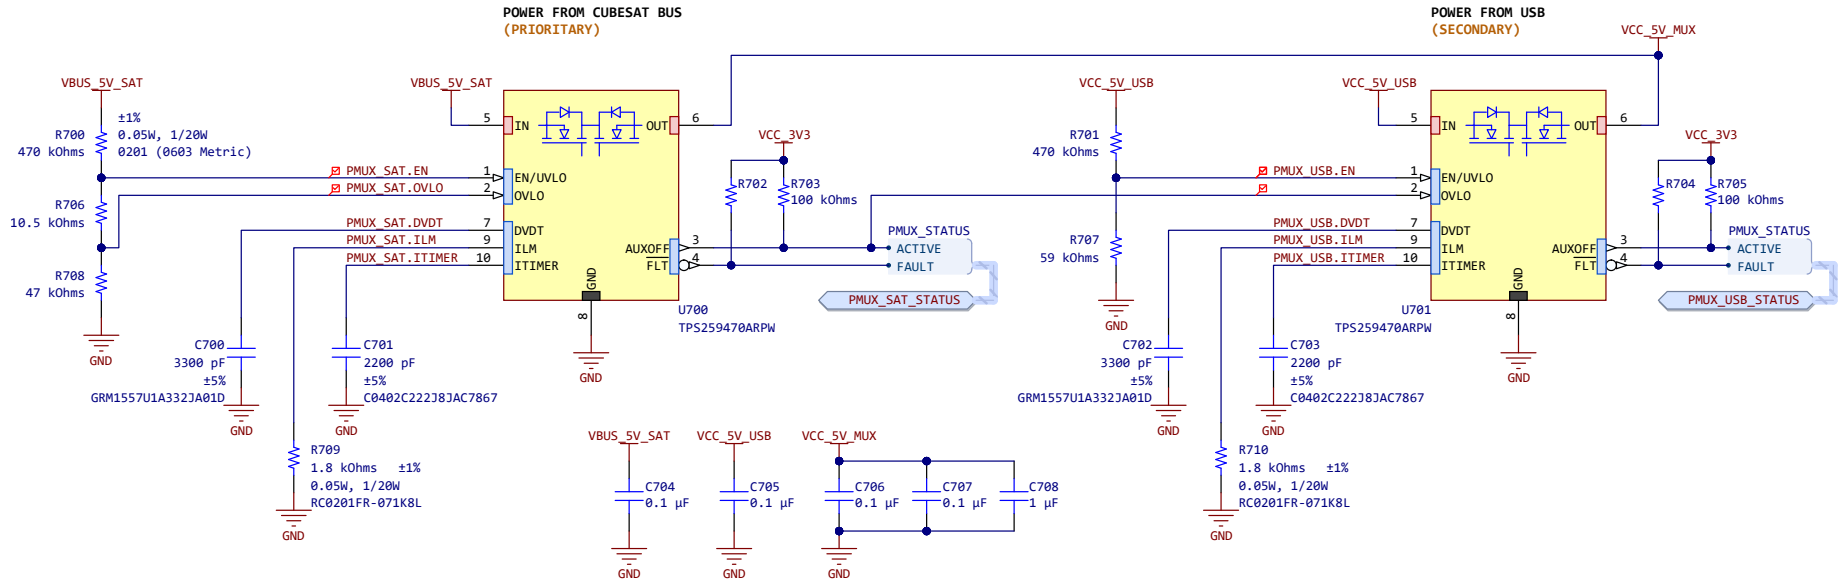 POWER FROM CUBESAT BUS
(PRIORITARY)
POWER FROM USB
(SECONDARY)
VCC_5V_MUX
VBUS_5V_SAT
R700
470 kOhms
±1%
0.05W, 1/20W
0201 (0603 Metric)
R706
10.5 kOhms
R708
47 kOhms
GND
VBUS_5V_SAT
PMUX_SAT.EN
PMUX_SAT.OVLO
PMUX_SAT.DVDT
PMUX_SAT.ILM
PMUX_SAT.ITIMER
5
1
2
7
9
10
IN
EN/UVLO
OVLO
DVDT
ILM
ITIMER
OUT
AUXOFF
FLT
GND
6
3
4
8
U700
TPS259470ARPW
GND
VCC_3V3
R702
R703
100 kOhms
PMUX_STATUS
ACTIVE
FAULT
PMUX_SAT_STATUS
C700
3300 pF
±5%
GRM1557U1A332JA01D
GND
C701
2200 pF
±5%
C0402C222J8JAC7867
GND
R709
1.8 kOhms ±1%
0.05W, 1/20W
RC0201FR-071K8L
GND
VCC_5V_USB
R701
470 kOhms
R707
59 kOhms
GND
VCC_5V_USB
PMUX_USB.EN
PMUX_USB.DVDT
PMUX_USB.ILM
PMUX_USB.ITIMER
5
1
2
7
9
10
IN
EN/UVLO
OVLO
DVDT
ILM
ITIMER
OUT
AUXOFF
FLT
GND
6
3
4
8
U701
TPS259470ARPW
GND
VCC_3V3
R704
R705
100 kOhms
PMUX_STATUS
ACTIVE
FAULT
PMUX_USB_STATUS
C702
3300 pF
±5%
GRM1557U1A332JA01D
GND
C703
2200 pF
±5%
C0402C222J8JAC7867
GND
R710
1.8 kOhms ±1%
0.05W, 1/20W
RC0201FR-071K8L
GND
VBUS_5V_SAT
C704
0.1 µF
GND
VCC_5V_USB
C705
0.1 µF
GND
VCC_5V_MUX
C706
0.1 µF
C707
0.1 µF
C708
1 µF
GND